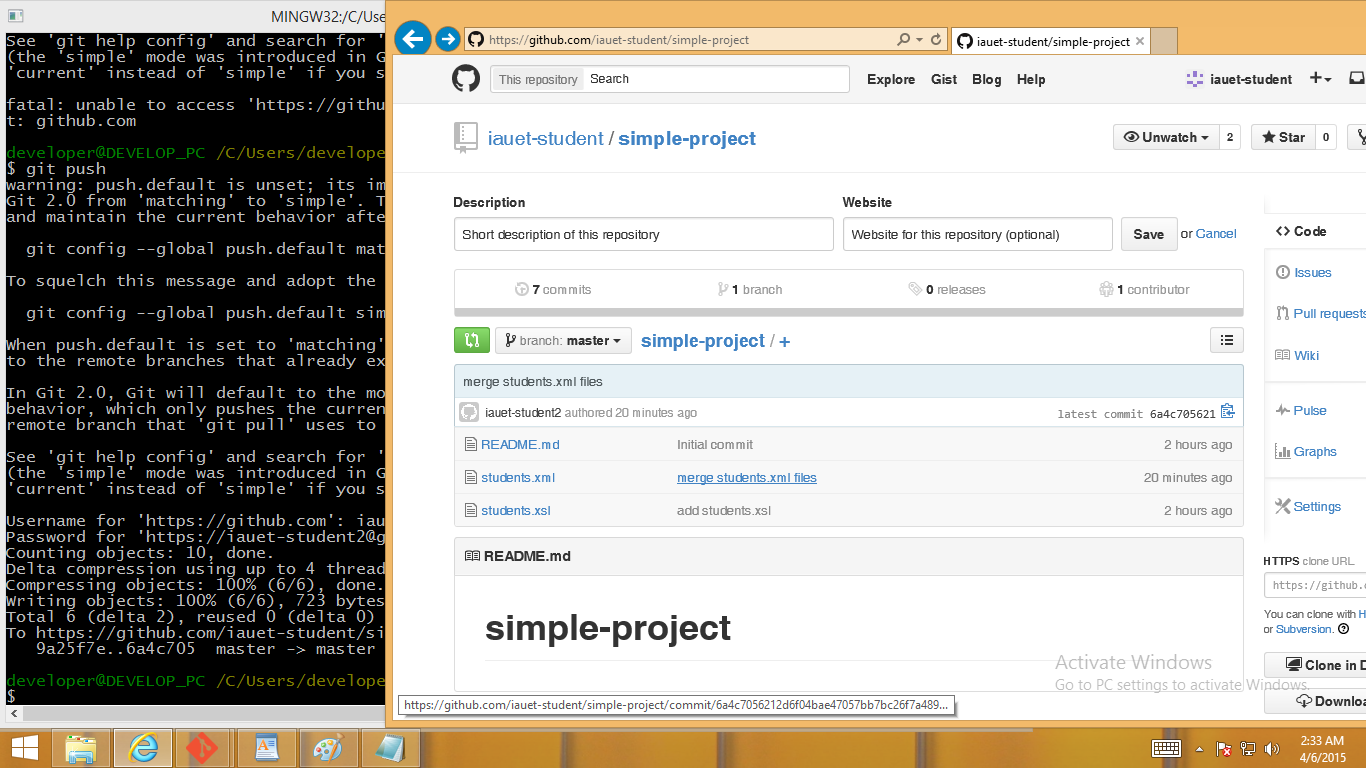 MINGW32:/C/Use
See 'git help config' and search for '
(the 'simple' mode was introduced in G
'current' instead of 'simple' if you s
fatal: unable to access 'https://githu
t: github.com
developer@DEVELOP_PC /C/Users/develope
$ git push
warning: push.default is unset; its im
Git 2.0 from 'matching' to 'simple'. T
and maintain the current behavior afte
git config --global push.default mat
To squelch this message and adopt the
git config --global push.default sim
When push.default is set to 'matching'
to the remote branches that already ex
In Git 2.0, Git will default to the mo
behavior, which only pushes the curren
remote branch that 'git pull' uses to
See 'git help config' and search for '
(the 'simple' mode was introduced in G
'current' instead of 'simple' if you s
Username for 'https://github.com': iau
Password for 'https://iauet-student2@g
Counting objects: 10, done.
Delta compression using up to 4 thread
Compressing objects: 100% (6/6), done.
Writing objects: 100% (6/6), 723 bytes
Total 6 (delta 2), reused 0 (delta 0)
To https://github.com/iauet-student/si
9a25f7e..6a4c705 master -> master
developer@DEVELOP_PC /C/Users/develope
$
https://github.com/iauet-student/simple-project
iauet-student/simple-project
This repository Search
Explore Gist Blog Help
iauet-student
iauet-student / simple-project
Unwatch 2 Star 0
Description Website
Short description of this repository Website for this repository (optional) Save or Cancel
7 commits 1 branch 0 releases 1 contributor
branch: master simple-project / +
merge students.xml files
iauet-student2 authored 20 minutes ago latest commit 6a4c705621
README.md Initial commit 2 hours ago
students.xml merge students.xml files 20 minutes ago
students.xsl add students.xsl 2 hours ago
README.md
simple-project
<> Code
Issues
Pull requests
Wiki
Pulse
Graphs
Settings
HTTPS clone URL
https://github.c
You can clone with H
or Subversion.
Clone in D
Downloa
Activate Windows
Go to PC settings to activate Windows.
https://github.com/iauet-student/simple-project/commit/6a4c7056212d6f04bae47057bb7bc26f7a489...
2:33 AM
4/6/2015